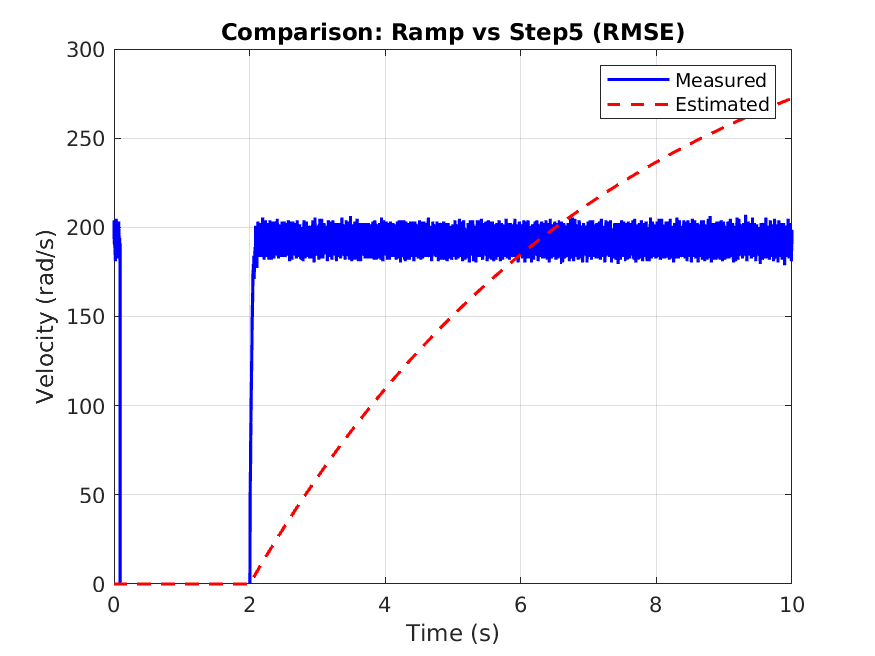 Comparison: Ramp vs Step5 (RMSE)
Measured
Estimated
300
250
200
150
100
50
0
Velocity (rad/s)
0 2 4 6 8 10
Time (s)